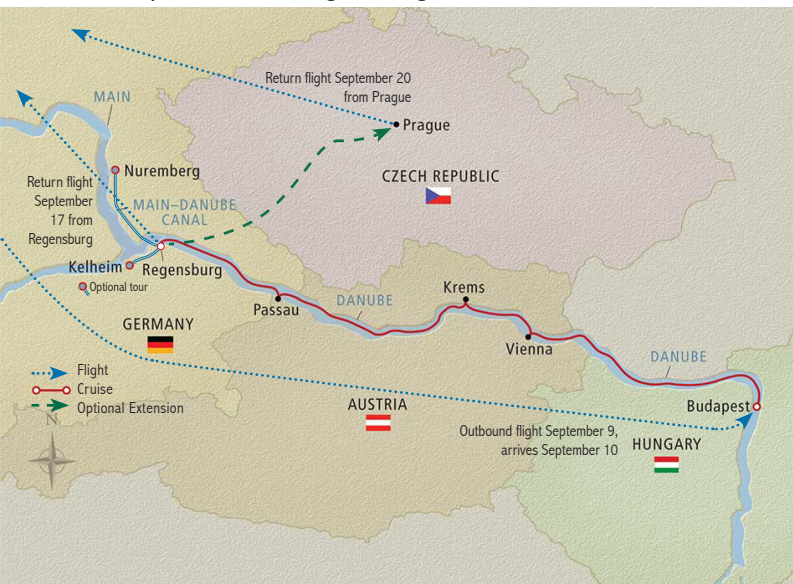 Return flight September 20
from Prague
MAIN
Prague
Nuremberg
CZECH REPUBLIC
Return flight
September
17 from
Regensburg
MAIN–DANUBE
CANAL
Kelheim
Regensburg
Optional tour
Krems
Passau
DANUBE
GERMANY
Vienna
DANUBE
Flight
Cruise
Optional Extension
N
AUSTRIA
Budapest
Outbound flight September 9,
arrives September 10
HUNGARY